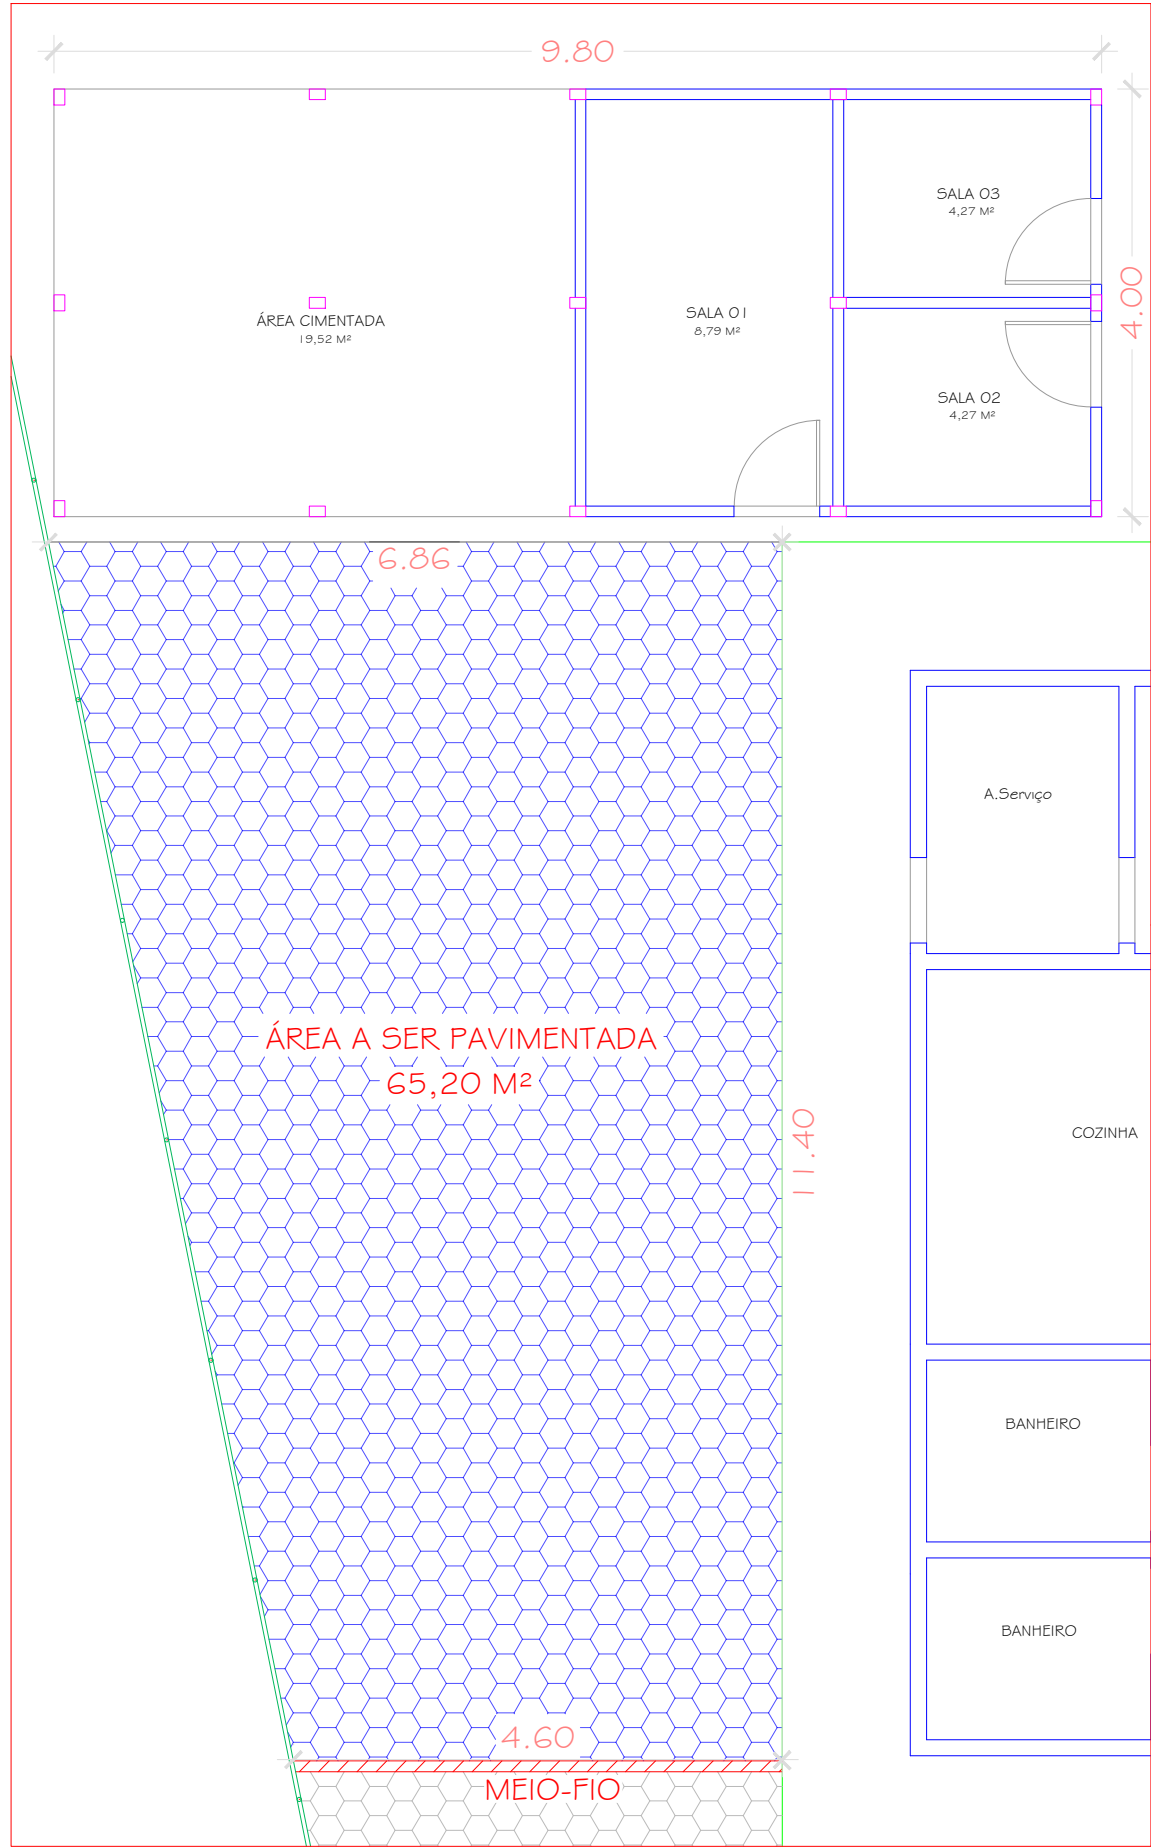 9.80
SALA 03
4,27 M²
4.00
SALA 01
8,79 M²
ÁREA CIMENTADA
19,52 M²
SALA 02
4,27 M²
6.86
A.Serviço
ÁREA A SER PAVIMENTADA
65,20 M²
11.40
COZINHA
BANHEIRO
BANHEIRO
4.60
MEIO-FIO